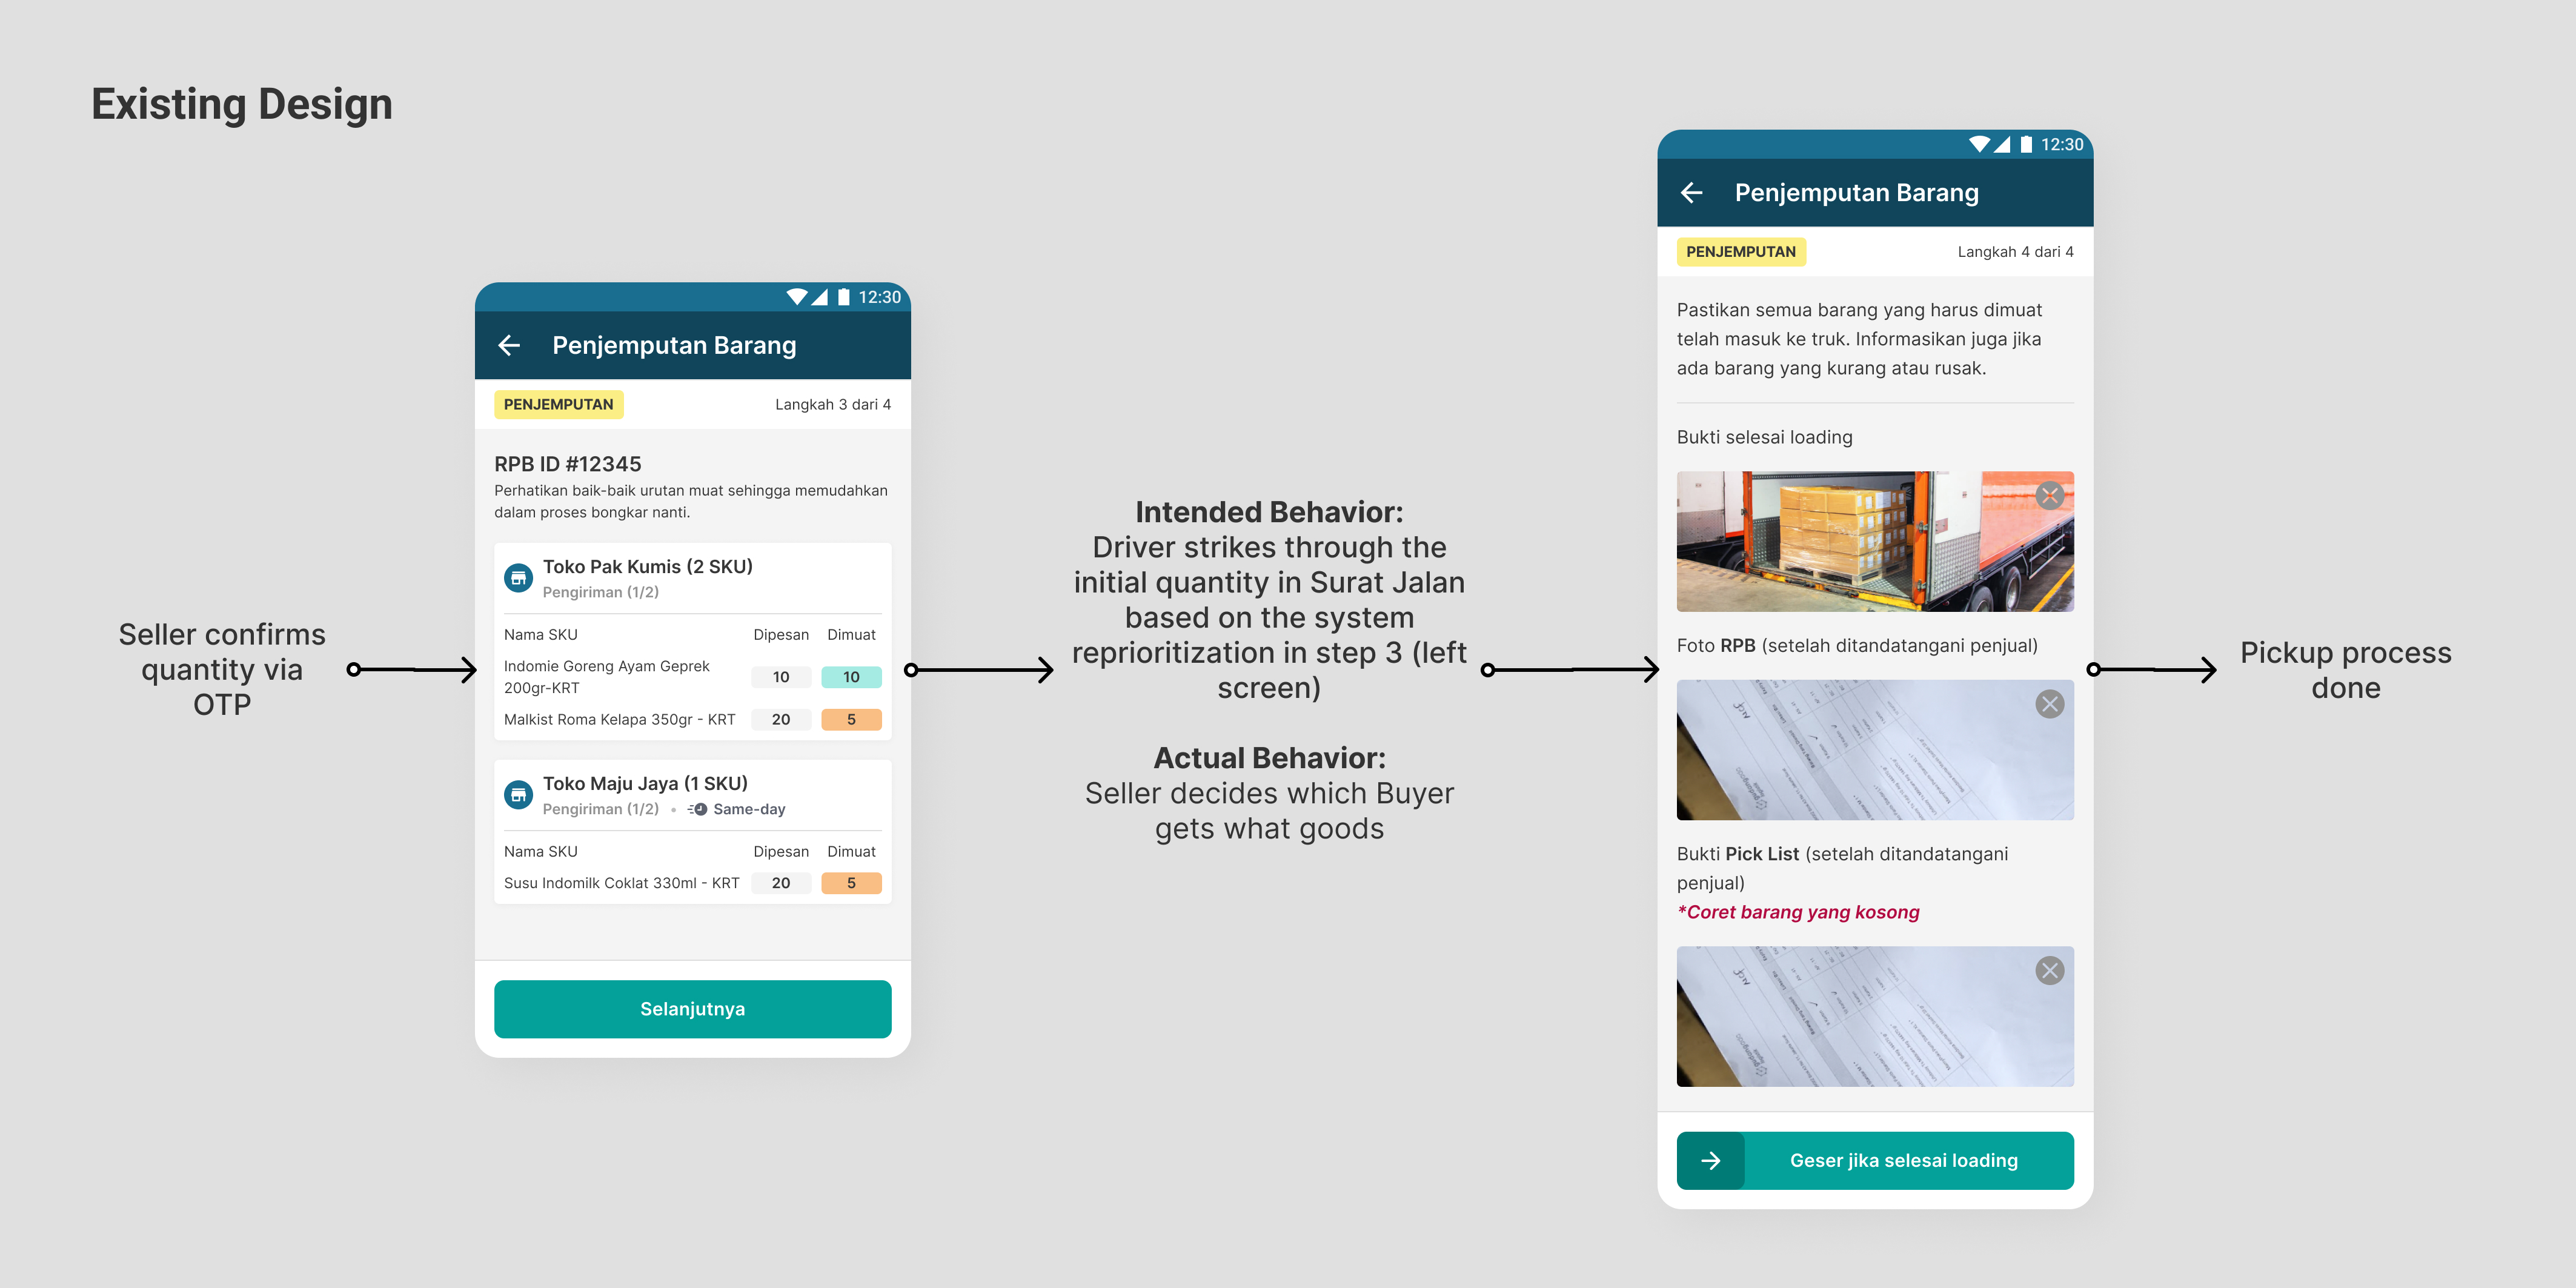 Existing Design
Seller confirms
quantity via
OTP
12:30
Penjemputan Barang
PENJEMPUTAN
Langkah 3 dari 4
RPB ID #12345
Perhatikan baik-baik urutan muat sehingga memudahkan
dalam proses bongkar nanti.
Toko Pak Kumis (2 SKU)
Pengiriman (1/2)
Nama SKU Dipesan Dimuat
Indomie Goreng Ayam Geprek
200gr-KRT
10 10
Malkist Roma Kelapa 350gr - KRT 20 5
Toko Maju Jaya (1 SKU)
Pengiriman (1/2) • Same-day
Nama SKU Dipesan Dimuat
Susu Indomilk Coklat 330ml - KRT 20 5
Selanjutnya
Intended Behavior:
Driver strikes through the
initial quantity in Surat Jalan
based on the system
reprioritization in step 3 (left
screen)
Actual Behavior:
Seller decides which Buyer
gets what goods
12:30
Penjemputan Barang
PENJEMPUTAN
Langkah 4 dari 4
Pastikan semua barang yang harus dimuat
telah masuk ke truk. Informasikan juga jika
ada barang yang kurang atau rusak.
Bukti selesai loading
Foto RPB (setelah ditandatangani penjual)
Bukti Pick List (setelah ditandatangani
penjual)
*Coret barang yang kosong
Geser jika selesai loading
Pickup process
done